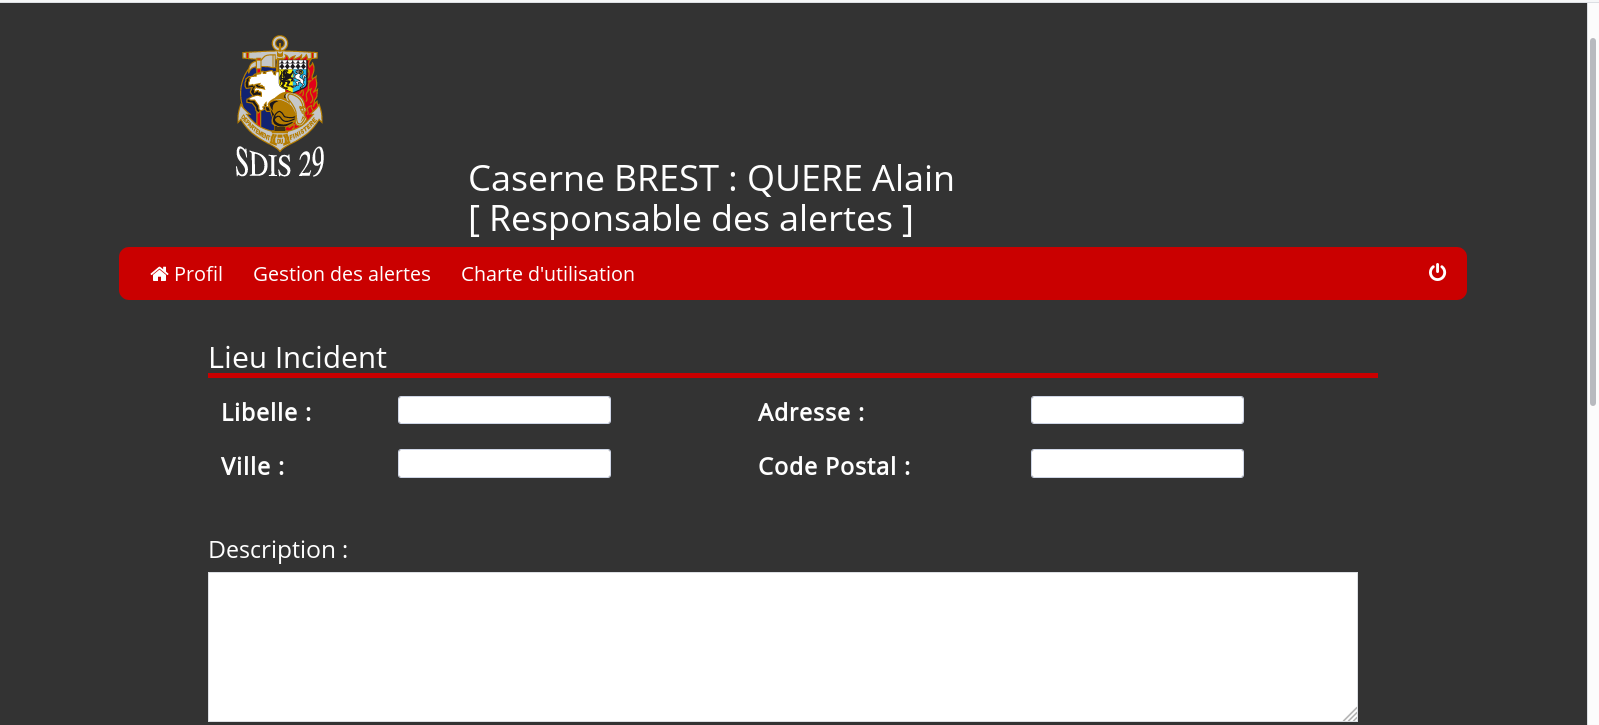 SDIS 29
Caserne BREST : QUERE Alain
[ Responsable des alertes ]
Profil Gestion des alertes Charte d'utilisation
Lieu Incident
Libelle : Adresse :
Ville : Code Postal :
Description :